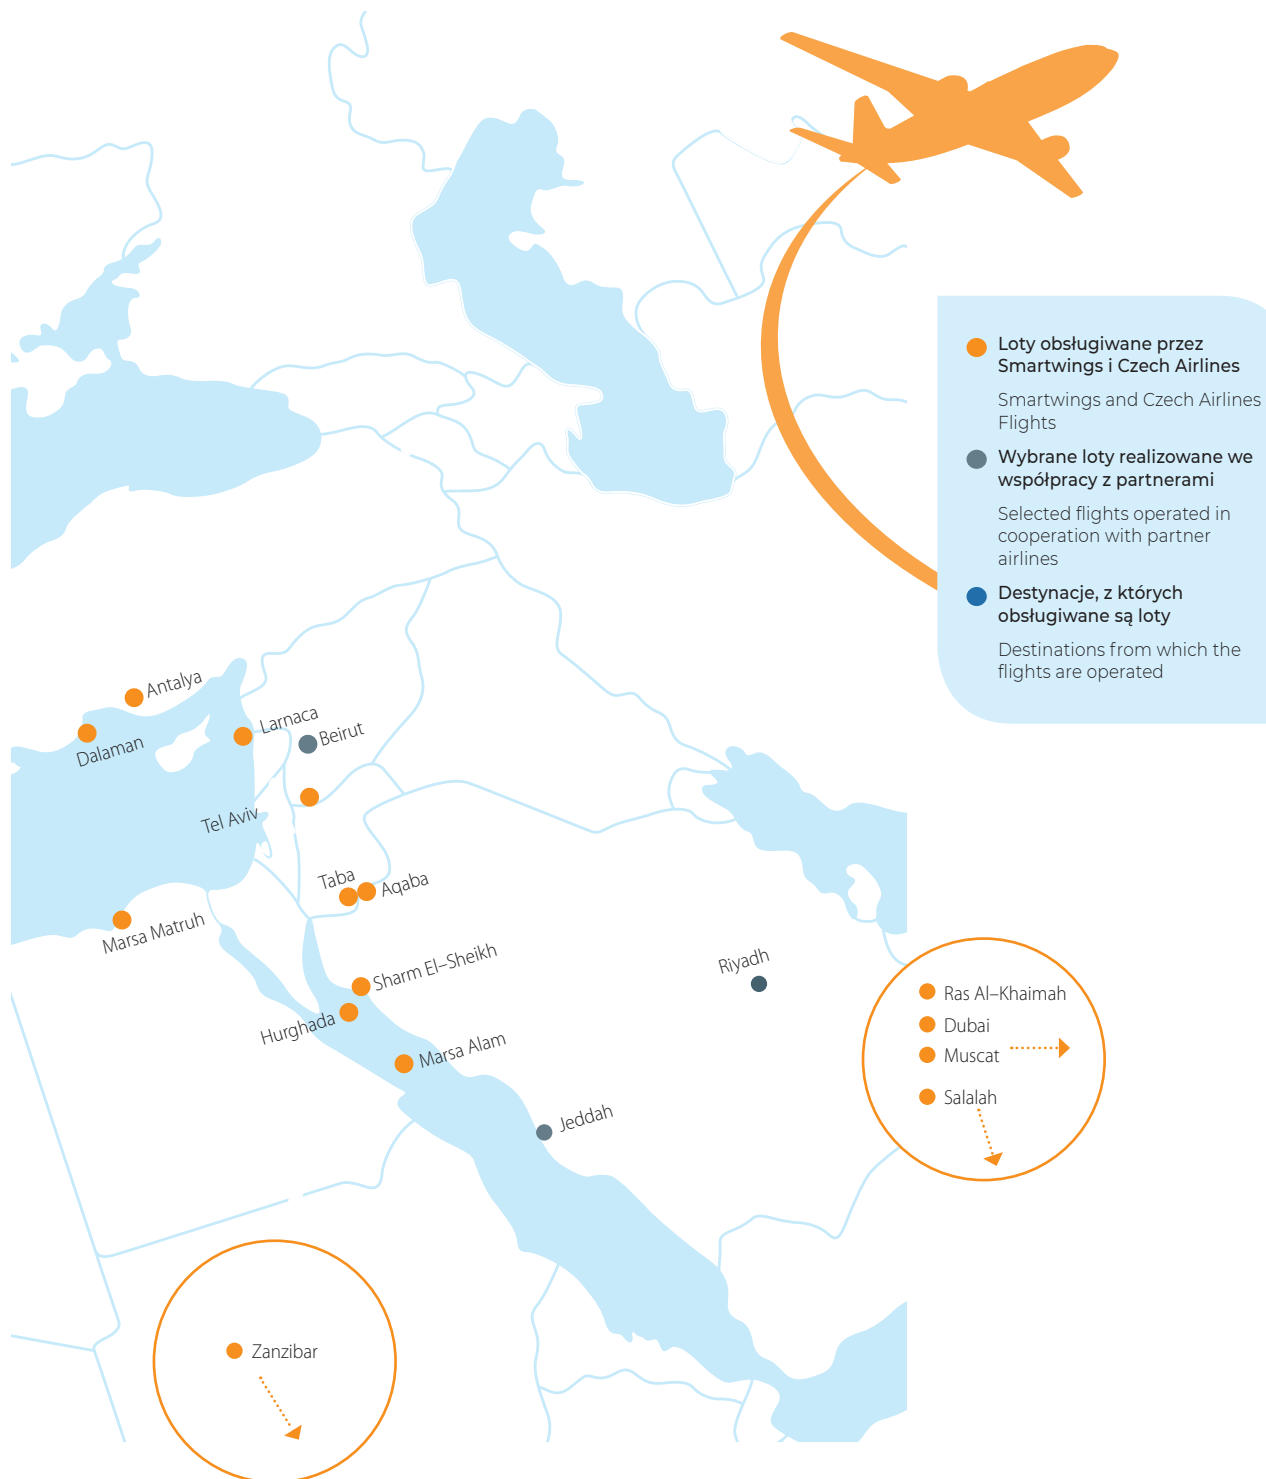 Loty obsługiwane przez
Smartwings i Czech Airlines
Smartwings and Czech Airlines
Flights
Wybrane loty realizowane we
współpracy z partnerami
Selected flights operated in
cooperation with partner
airlines
Destynacje, z których
obsługiwane są loty
Destinations from which the
flights are operated
Antalya
Larnaca
Beirut
Dalaman
Tel Aviv
Taba
Aqaba
Marsa Matruh
Sharm El–Sheikh
Riyadh
Hurghada
Marsa Alam
Jeddah
Ras Al–Khaimah
Dubai
Muscat
Salalah
Zanzibar